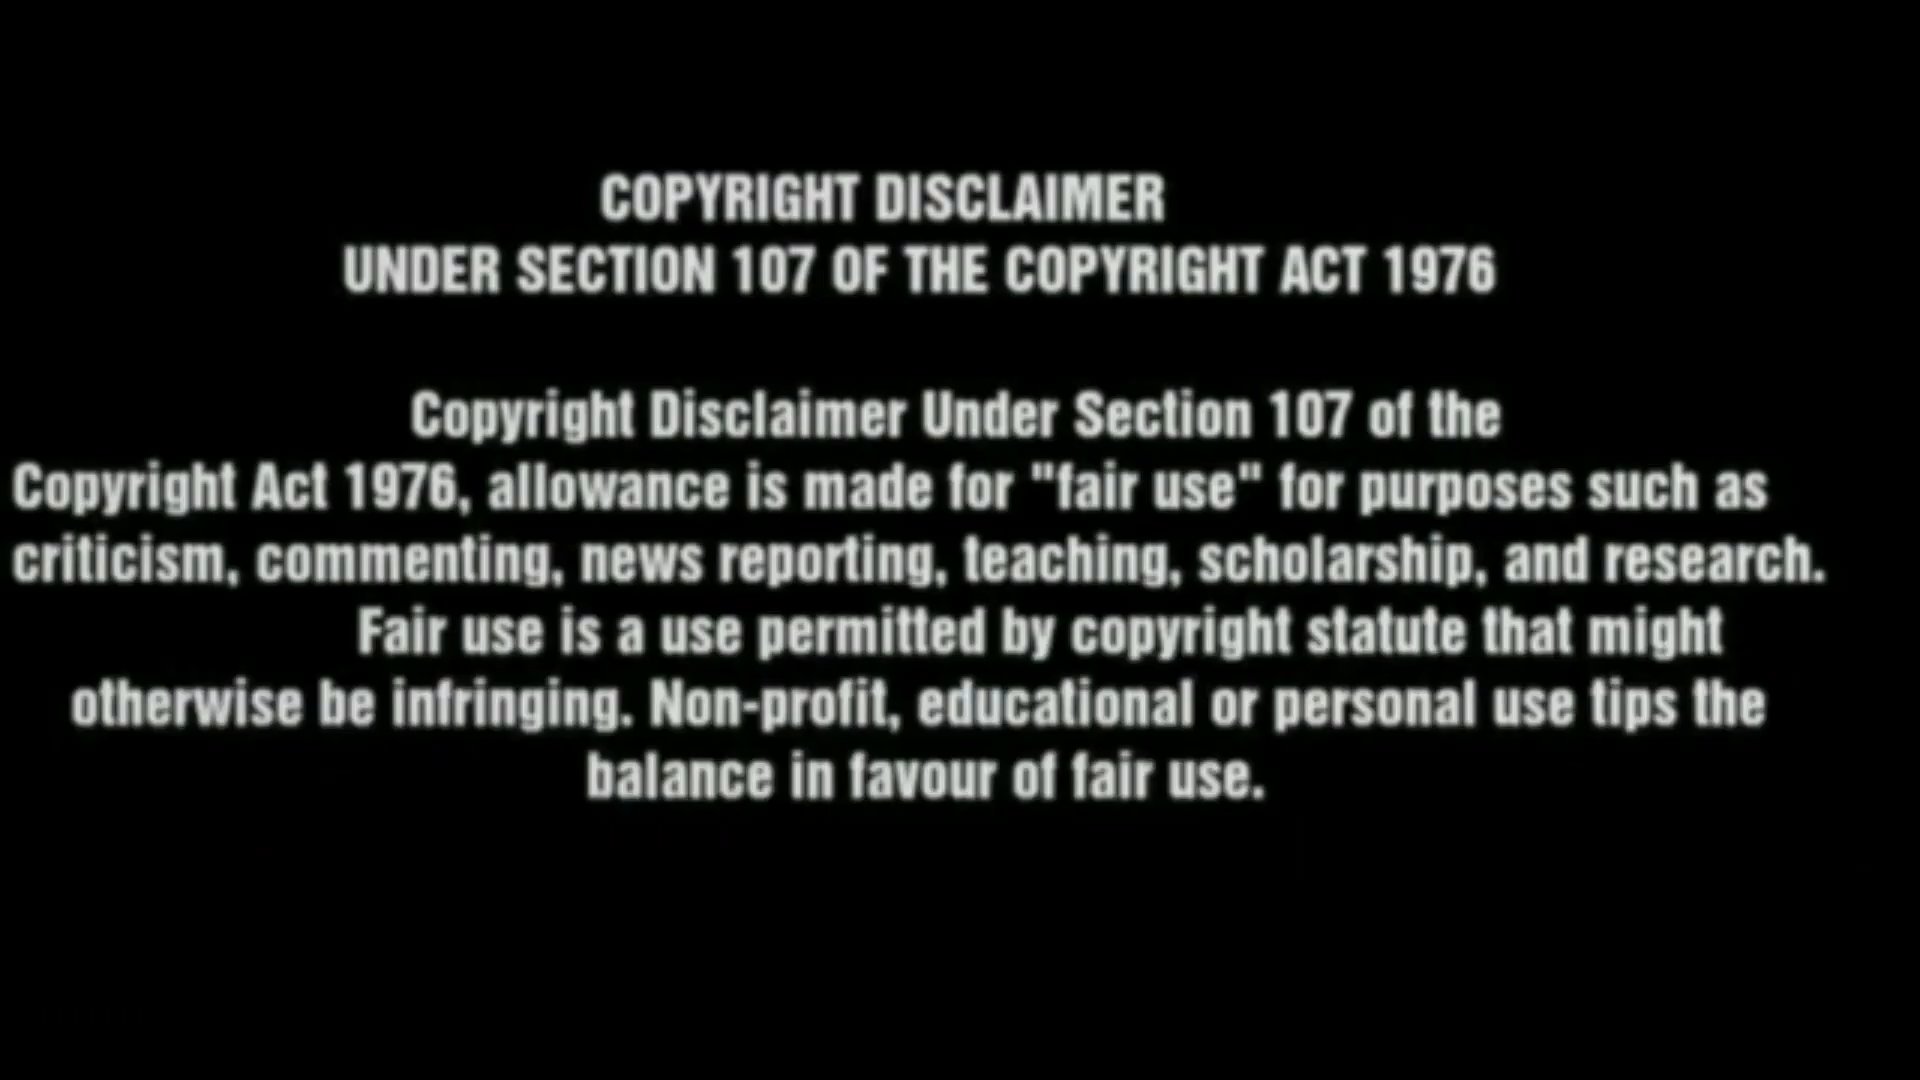 COPYRIGHT DISCLAIMER
UNDER SECTION 107 OF THE COPYRIGHT ACT 1976
Copyright Disclaimer Under Section 107 of the
Copyright Act 1976, allowance is made for "fair use" for purposes such as
criticism, commenting, news reporting, teaching, scholarship, and research.
Fair use is a use permitted by copyright statute that might
otherwise be infringing. Non-profit, educational or personal use tips the
balance in favour of fair use.